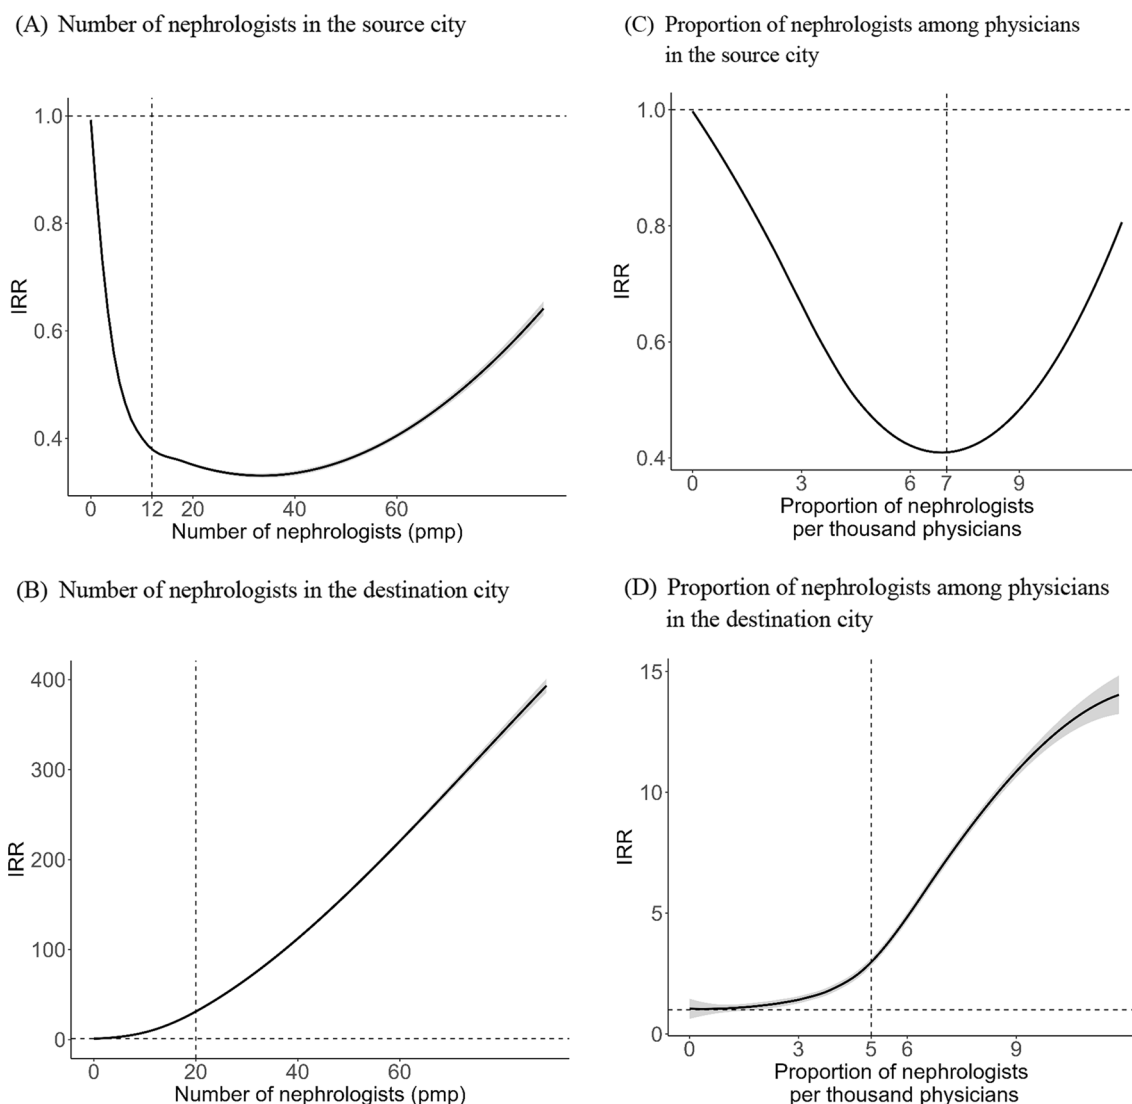 (A) Number of nephrologists in the source city
1.0
0.8
0.6
0.4
IRR
0 12 20 40 60
Number of nephrologists (pmp)
(B) Number of nephrologists in the destination city
400
300
200
100
0
IRR
0 20 40 60
Number of nephrologists (pmp)
(C) Proportion of nephrologists among physicians
in the source city
1.0
0.8
0.6
0.4
IRR
0 3 6 7 9
Proportion of nephrologists
per thousand physicians
(D) Proportion of nephrologists among physicians
in the destination city
15
10
5
0
IRR
0 3 5 6 9
Proportion of nephrologists
per thousand physicians